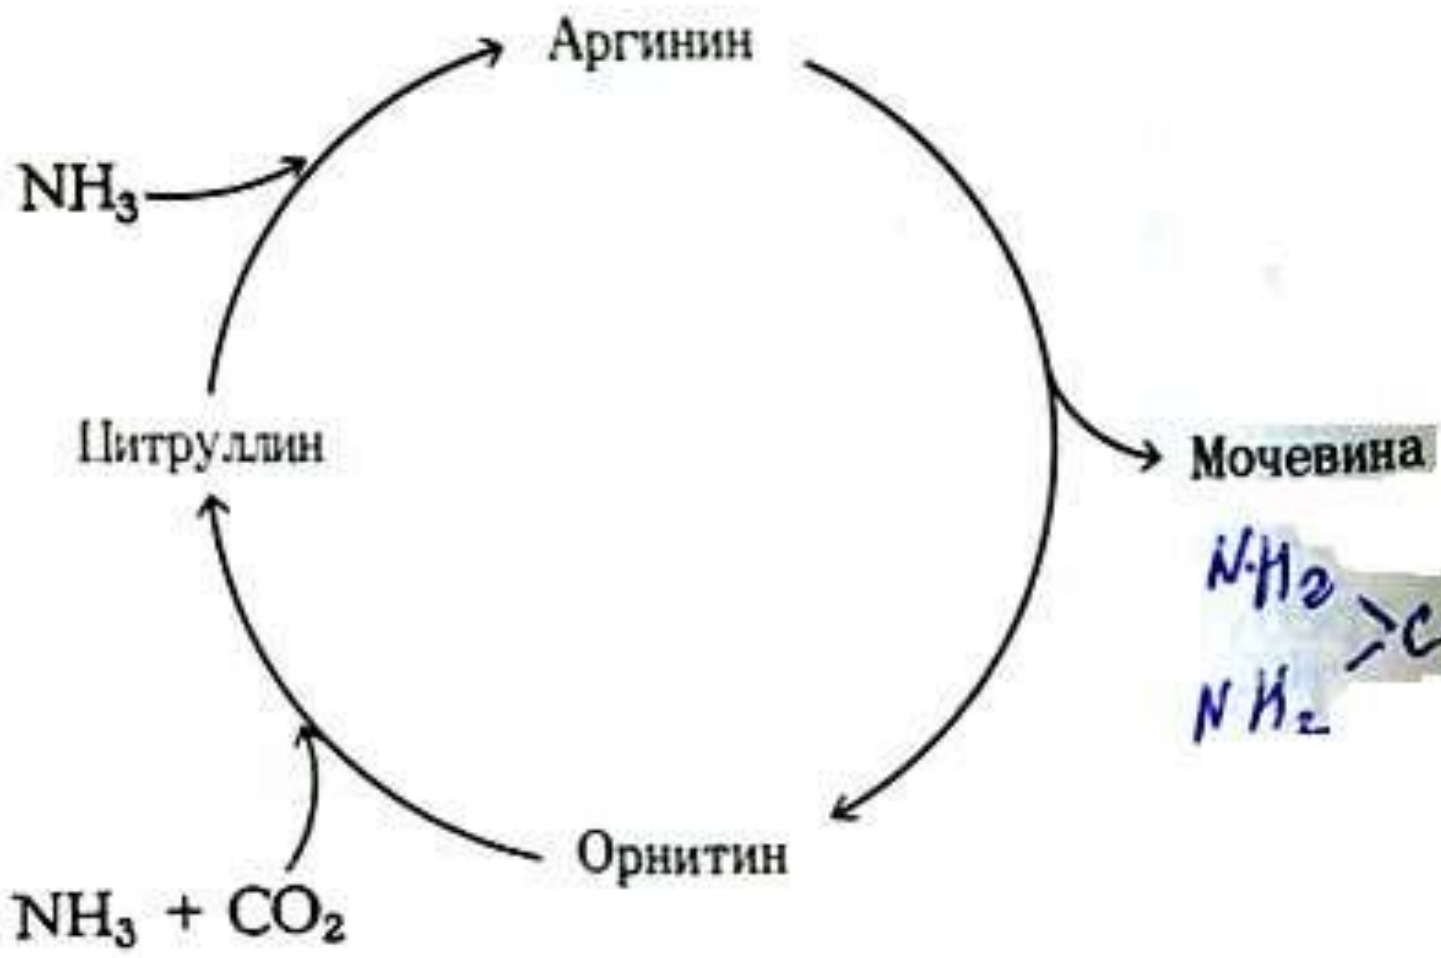 Аргинин
NH₃
Цитруллин
Мочевина
NH₂
C
NH₂
Орнитин
NH₃ + CO₂